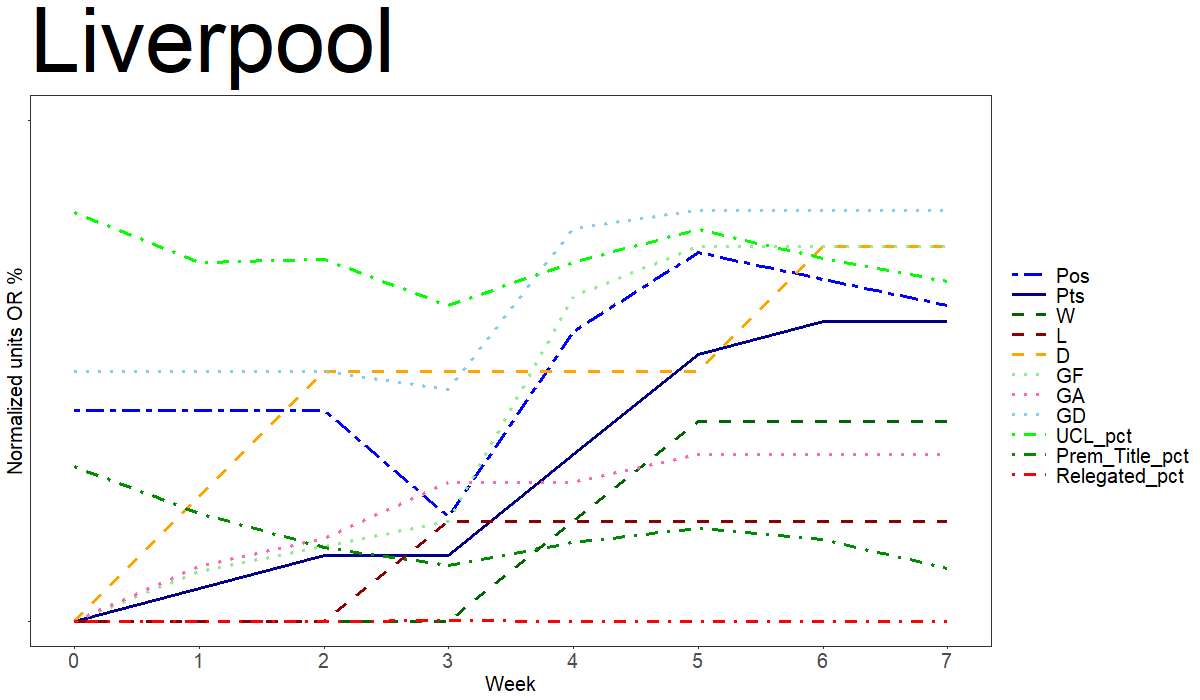 Liverpool
Normalized units OR %
Pos
Pts
W
L
D
GF
GA
GD
UCL_pct
Prem_Title_pct
Relegated_pct
0 1 2 3 4 5 6 7
Week